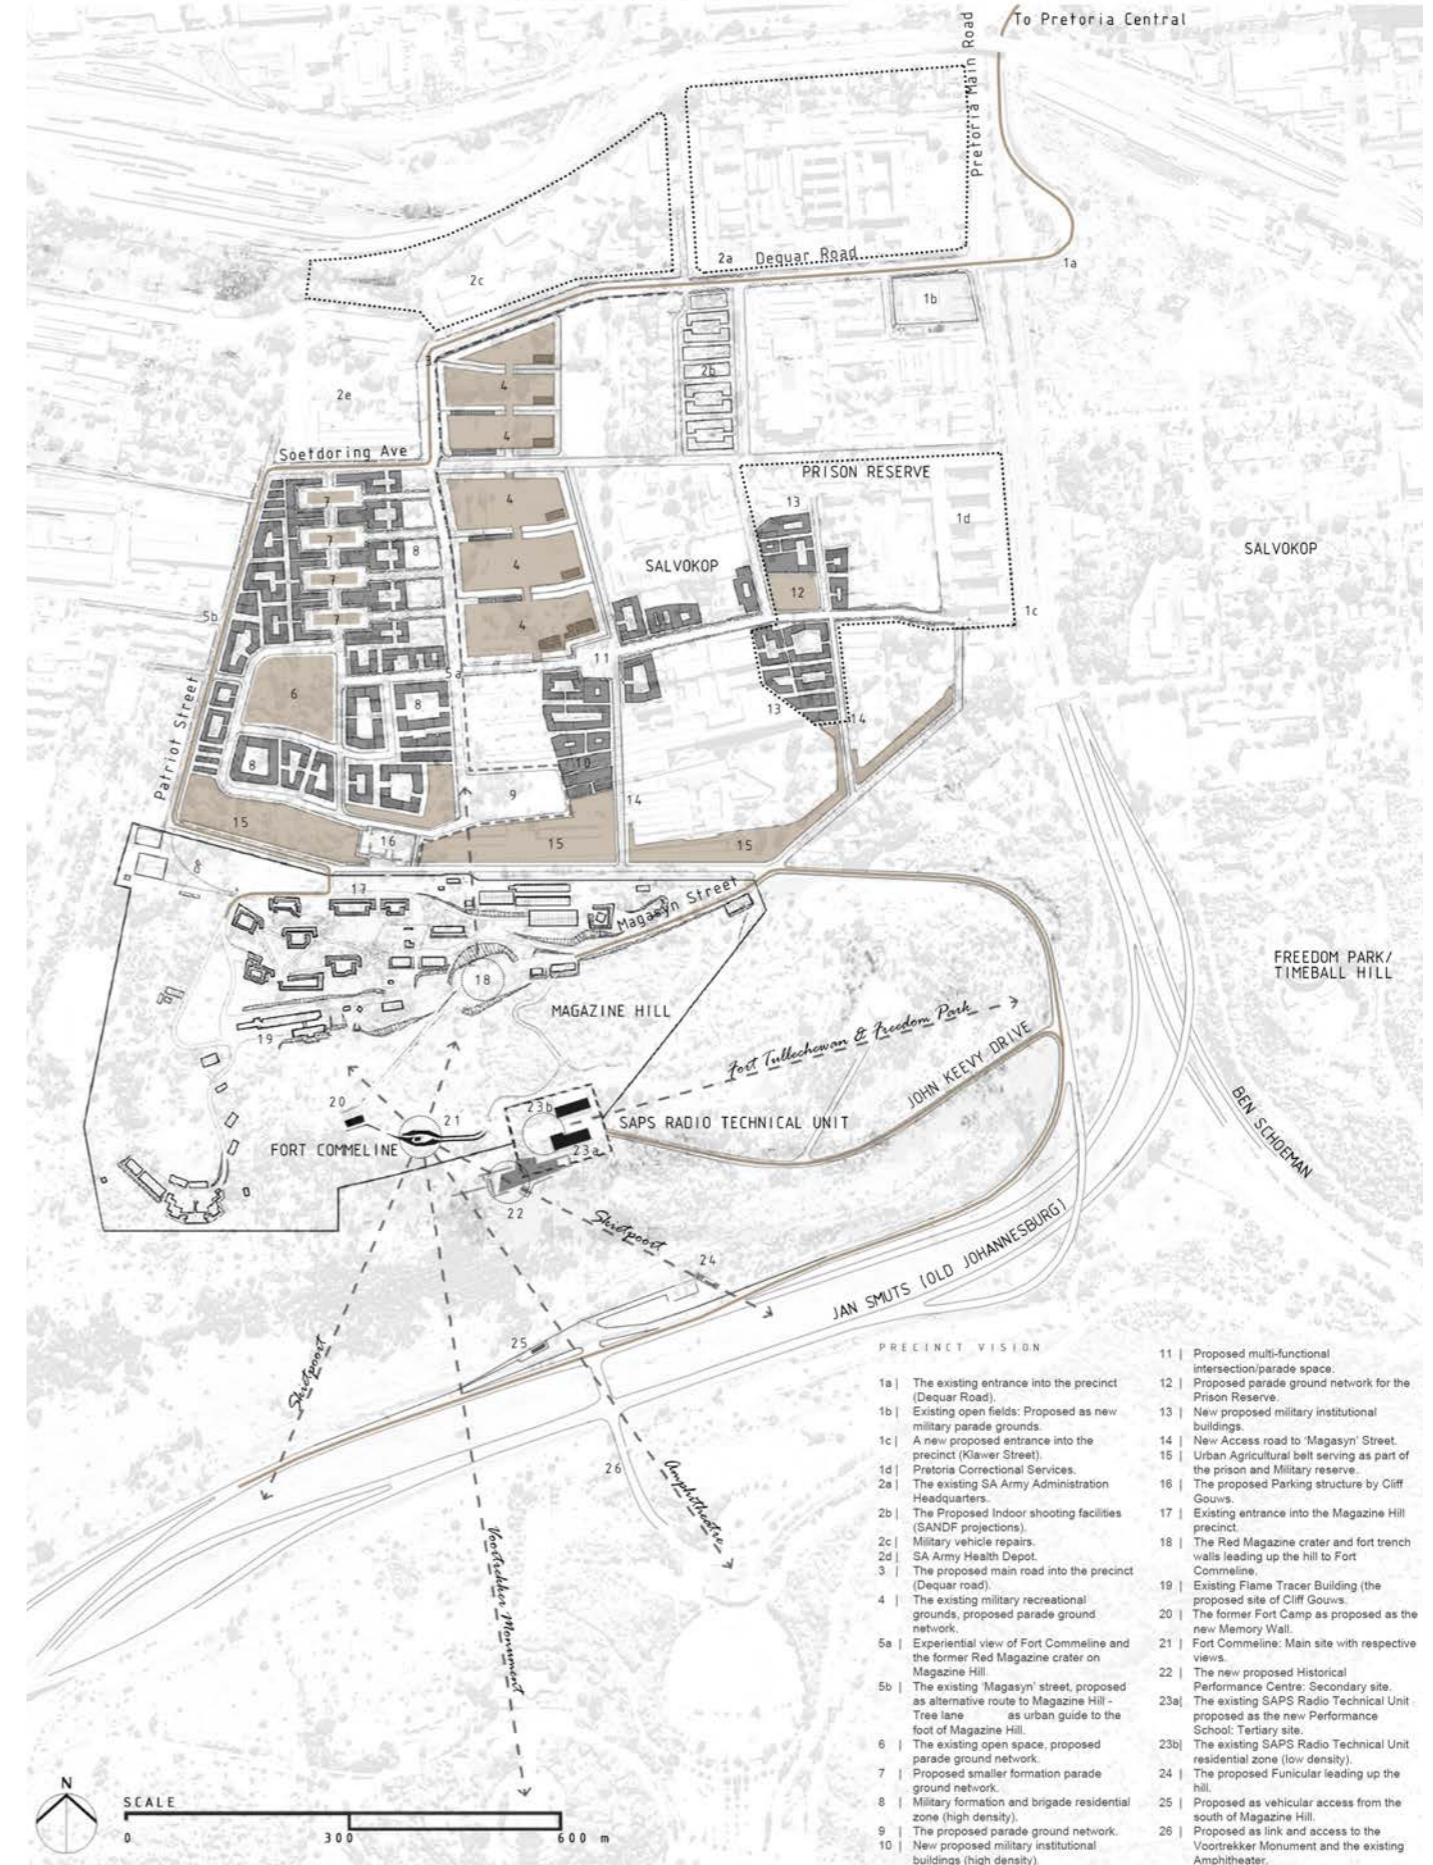 To Pretoria Central
Pretoria Main Road
2a Dequar Road
1a
2c
1b
3
4
2b
2e
4
Soetdoring Ave
PRISON RESERVE
7
4
13
1d
7
8
SALVOKOP
SALVOKOP
4
7
12
5b
7
4
1c
11
5a
6
8
13
14
Patriot Street
8
10
9
14
15
16
15
15
17
Magasyn Street
18
FREEDOM PARK/
TIMEBALL HILL
MAGAZINE HILL
Fort Tullechewan & Freedom Park
19
JOHN KEEVY DRIVE
20
23b
21
SAPS RADIO TECHNICAL UNIT
FORT COMMELINE
23a
BEN SCHOEMAN
22
Skietpoort
24
JAN SMUTS (OLD JOHANNESBURG)
25
Skietpoort
26
Amphitheatre
Voortrekker Monument
N
SCALE
0 300 600 m
PRECINCT VISION
1a | The existing entrance into the precinct
(Dequar Road).
1b | Existing open fields: Proposed as new
military parade grounds.
1c | A new proposed entrance into the
precinct (Klawer Street).
1d | Pretoria Correctional Services.
2a | The existing SA Army Administration
Headquarters.
2b | The Proposed Indoor shooting facilities
(SANDF projections).
2c | Military vehicle repairs.
2d | SA Army Health Depot.
3 | The proposed main road into the precinct
(Dequar road).
4 | The existing military recreational
grounds, proposed parade ground
network.
5a | Experiential view of Fort Commeline and
the former Red Magazine crater on
Magazine Hill.
5b | The existing 'Magasyn' street, proposed
as alternative route to Magazine Hill -
Tree lane as urban guide to the
foot of Magazine Hill.
6 | The existing open space, proposed
parade ground network.
7 | Proposed smaller formation parade
ground network.
8 | Military formation and brigade residential
zone (high density).
9 | The proposed parade ground network.
10 | New proposed military institutional
buildings (high density)
11 | Proposed multi-functional
intersection/parade space.
12 | Proposed parade ground network for the
Prison Reserve.
13 | New proposed military institutional
buildings.
14 | New Access road to 'Magasyn' Street.
15 | Urban Agricultural belt serving as part of
the prison and Military reserve.
16 | The proposed Parking structure by Cliff
Gouws.
17 | Existing entrance into the Magazine Hill
precinct.
18 | The Red Magazine crater and fort trench
walls leading up the hill to Fort
Commeline.
19 | Existing Flame Tracer Building (the
proposed site of Cliff Gouws.
20 | The former Fort Camp as proposed as the
new Memory Wall.
21 | Fort Commeline: Main site with respective
views.
22 | The new proposed Historical
Performance Centre: Secondary site.
23a| The existing SAPS Radio Technical Unit
proposed as the new Performance
School: Tertiary site.
23b| The existing SAPS Radio Technical Unit
residential zone (low density).
24 | The proposed Funicular leading up the
hill.
25 | Proposed as vehicular access from the
south of Magazine Hill.
26 | Proposed as link and access to the
Voortrekker Monument and the existing
Amphitheater.